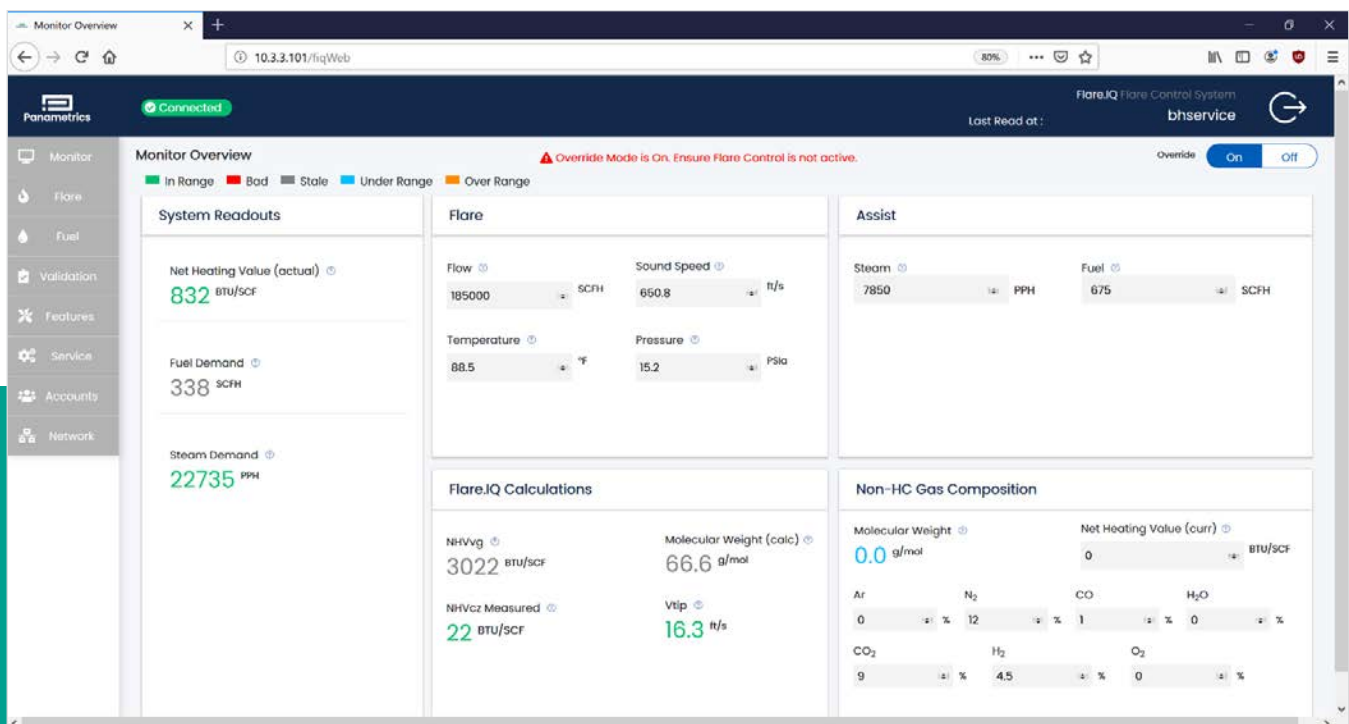 Monitor Overview
10.3.3.101/fiqWeb
80%
Panametrics
Connected
Flare.IQ Flare Control System
Last Read at :
bhservice
Monitor
Flare
Fuel
Validation
Features
Service
Accounts
Network
Monitor Overview
Override Mode is On. Ensure Flare Control is not active.
Override On Off
In Range Bad Stale Under Range Over Range
System Readouts
Net Heating Value (actual)
832 BTU/SCF
Fuel Demand
338 SCFH
Steam Demand
22735 PPH
Flare
Flow Sound Speed
185000 SCFH 650.8 ft/s
Temperature Pressure
88.5 °F 15.2 PSIa
Assist
Steam Fuel
7850 PPH 675 SCFH
Flare.IQ Calculations
NHVvg Molecular Weight (calc)
3022 BTU/SCF 66.6 g/mol
NHVcz Measured Vtip
22 BTU/SCF 16.3 ft/s
Non-HC Gas Composition
Molecular Weight Net Heating Value (curr)
0.0 g/mol 0 BTU/SCF
Ar N₂ CO H₂O
0 % 12 % 1 % 0 %
CO₂ H₂ O₂
9 % 4.5 % 0 %